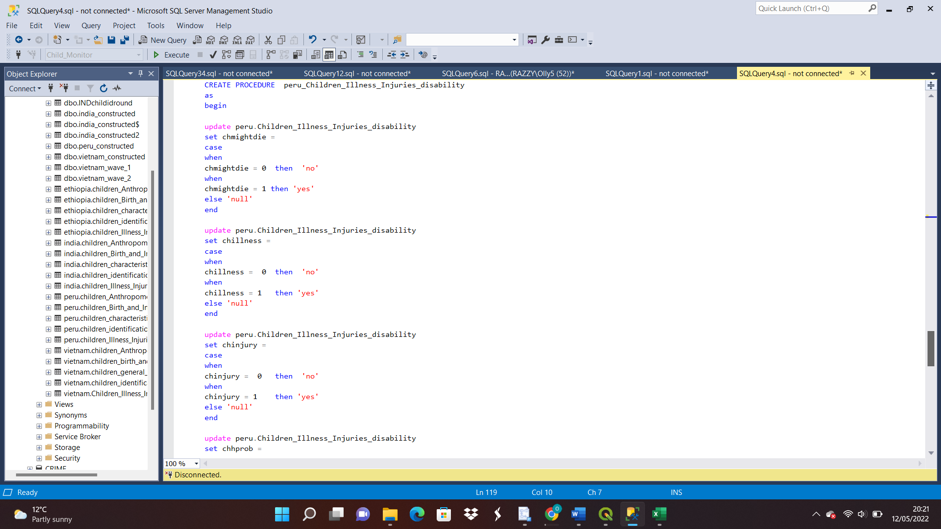 SQLQuery4.sql - not connected* - Microsoft SQL Server Management Studio
Quick Launch (Ctrl+Q)
File Edit View Query Project Tools Window Help
New Query
Child_Monitor Execute
Object Explorer
SQLQuery34.sql - not connected* SQLQuery12.sql - not connected* SQLQuery6.sql - RA...(RAZZY\Olly5 (52))* SQLQuery1.sql - not connected* SQLQuery4.sql - not connected*
Connect
dbo.INDchildidround
dbo.india_constructed
dbo.india_constructed$
dbo.india_constructed2
dbo.peru_constructed
dbo.vietnam_constructed
dbo.vietnam_wave_1
dbo.vietnam_wave_2
ethiopia.children_Anthrop
ethiopia.children_Birth_an
ethiopia.children_characte
ethiopia.children_identific
ethiopia.children_Illness_Ir
india.children_Anthropom
india.children_Birth_and_Ir
india.children_characterist
india.children_identificatio
india.children_Illness_Injur
peru.children_Anthropome
peru.children_Birth_and_Ir
peru.children_characteristi
peru.children_identificatio
peru.children_Illness_Injuri
vietnam.children_Anthrop
vietnam.children_birth_an
vietnam.children_general_
vietnam.children_identific
vietnam.Children_Illness_Ir
Views
Synonyms
Programmability
Service Broker
Storage
Security
CRIME
CREATE PROCEDURE peru_Children_Illness_Injuries_disability
as
begin
update peru.Children_Illness_Injuries_disability
set chmightdie =
case
when
chmightdie = 0 then 'no'
when
chmightdie = 1 then 'yes'
else 'null'
end
update peru.Children_Illness_Injuries_disability
set chillness =
case
when
chillness = 0 then 'no'
when
chillness = 1 then 'yes'
else 'null'
end
update peru.Children_Illness_Injuries_disability
set chinjury =
case
when
chinjury = 0 then 'no'
when
chinjury = 1 then 'yes'
else 'null'
end
update peru.Children_Illness_Injuries_disability
set chhprob =
100 %
Disconnected.
Ready Ln 119 Col 10 Ch 7 INS
12°C
Partly sunny
20:21
12/05/2022